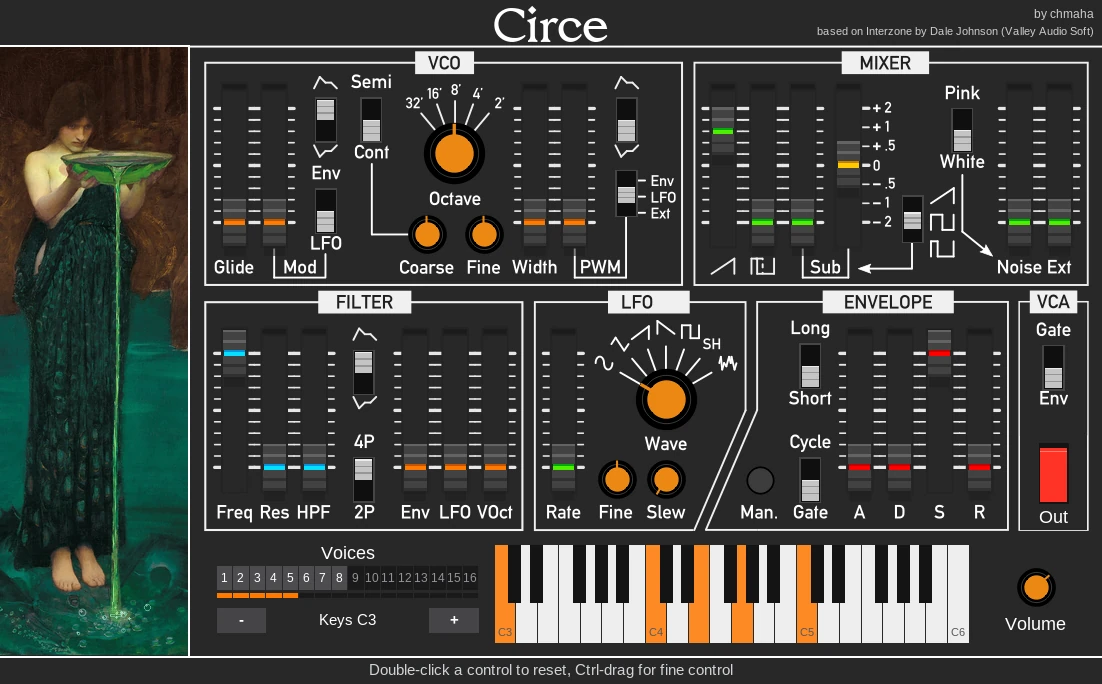 Circe
by chmaha
based on Interzone by Dale Johnson (Valley Audio Soft)
VCO
Semi
Cont
Env
LFO
32' 16' 8' 4' 2'
Octave
Env
LFO
Ext
Glide Mod Coarse Fine Width PWM
MIXER
+ 2
+ 1
+ .5
0
- .5
- 1
- 2
Pink
White
Sub Noise Ext
FILTER
4P
2P
Freq Res HPF Env LFO VOct
LFO
SH
Wave
Rate Fine Slew
ENVELOPE
Long
Short
Cycle
Gate
Man. A D S R
VCA
Gate
Env
Out
Voices
1 2 3 4 5 6 7 8 9 10 11 12 13 14 15 16
- Keys C3 +
C3 C4 C5 C6
Volume
Double-click a control to reset, Ctrl-drag for fine control